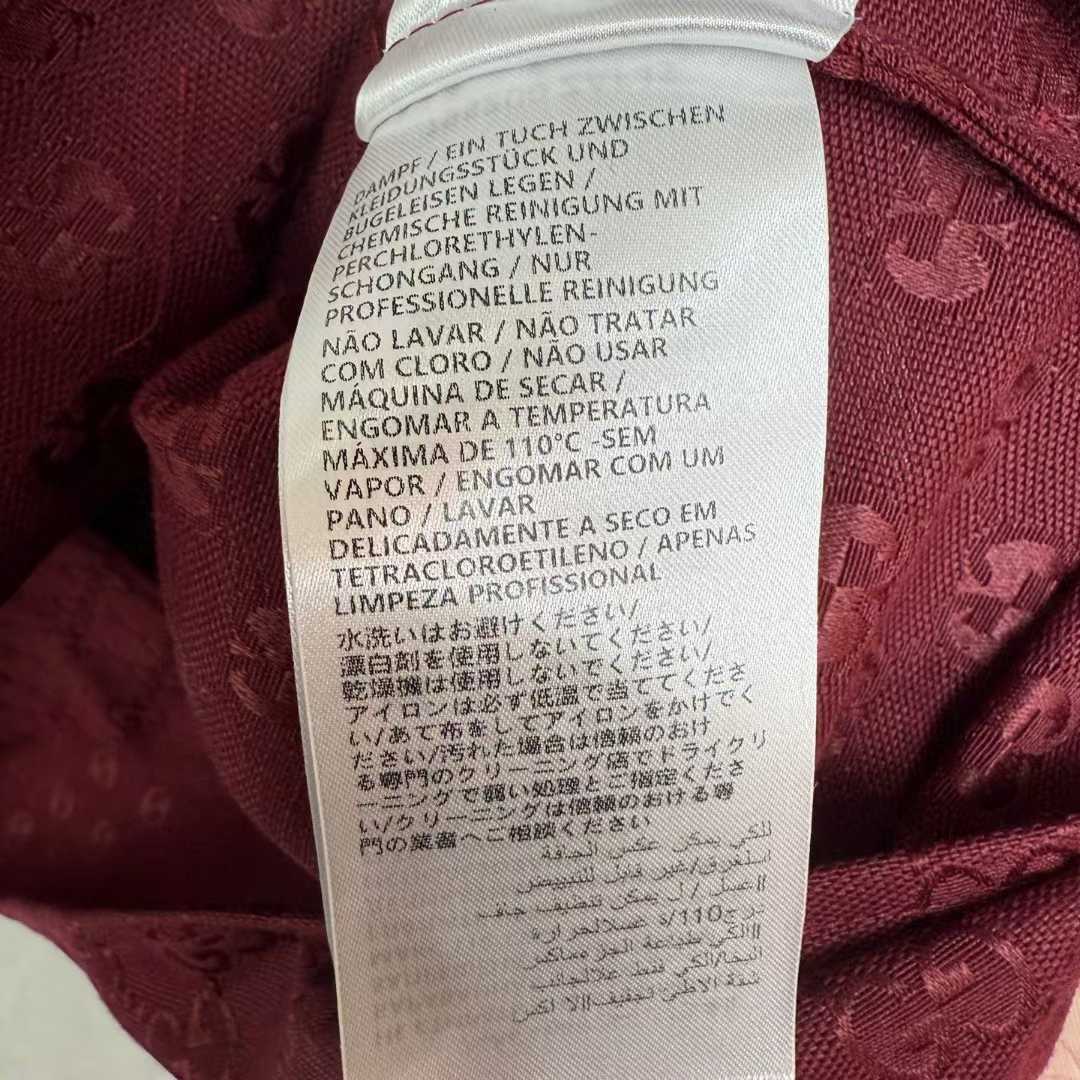 DAMPF / EIN TUCH ZWISCHEN
KLEIDUNGSSTÜCK UND
BÜGELEISEN LEGEN /
CHEMISCHE REINIGUNG MIT
PERCHLORETHYLEN-
SCHONGANG / NUR
PROFESSIONELLE REINIGUNG
NÃO LAVAR / NÃO TRATAR
COM CLORO / NÃO USAR
MÁQUINA DE SECAR /
ENGOMAR A TEMPERATURA
MÁXIMA DE 110°C -SEM
VAPOR / ENGOMAR COM UM
PANO / LAVAR
DELICADAMENTE A SECO EM
TETRACLOROETILENO / APENAS
LIMPEZA PROFISSIONAL
水洗いはお避けください/
漂白剤を使用しないでください/
乾燥機は使用しないでください/
アイロンは必ず低温で当ててくださ
い/あて布をしてアイロンをかけてく
ださい/汚れた場合は信頼のおけ
る専門のクリーニング店でドライクリ
ーニングで弱い処理とご指定くださ
い/クリーニングは信頼のおける専
門の業者へご相談ください
للكي يمكن عكس
/غير قابل للتبييض
/ل يمكن تنظيف جاف
110/